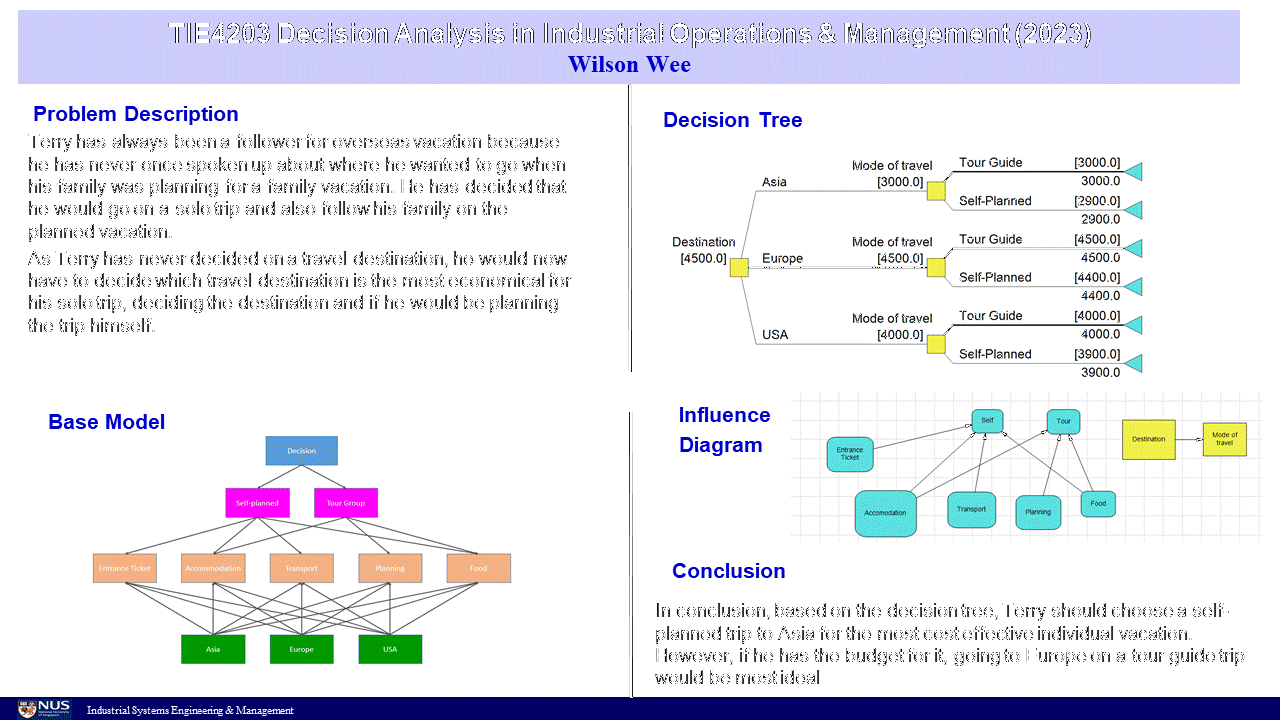 TIE4203 Decision Analysis in Industrial Operations & Management (2023)
Wilson Wee
Problem Description
Terry has always been a follower for overseas vacation because
he has never once spoken up about where he wanted to go when
his family was planning for a family vacation. He has decided that
he would go on a solo trip and also follow his family on the
planned vacation.
As Terry has never decided on a travel destination, he would now
have to decide which travel destination is the most economical for
his solo trip, deciding the destination and if he would be planning
the trip himself.
Decision Tree
Destination
[4500.0]
Asia
Mode of travel
[3000.0]
Tour Guide
[3000.0]
3000.0
Self-Planned
[2900.0]
2900.0
Europe
Mode of travel
[4500.0]
Tour Guide
[4500.0]
4500.0
Self-Planned
[4400.0]
4400.0
USA
Mode of travel
[4000.0]
Tour Guide
[4000.0]
4000.0
Self-Planned
[3900.0]
3900.0
Base Model
Decision
Self-planned
Tour Group
Entrance Ticket
Accommodation
Transport
Planning
Food
Asia
Europe
USA
Influence
Diagram
Self
Tour
Entrance
Ticket
Accomodation
Transport
Planning
Food
Destination
Mode of
travel
Conclusion
In conclusion, based on the decision tree, Terry should choose a self-
planned trip to Asia for the most cost effective individual vacation.
However, if he has the budget for it, going to Europe on a tour guide trip
would be most ideal
NUS
National University
of Singapore
Industrial Systems Engineering & Management